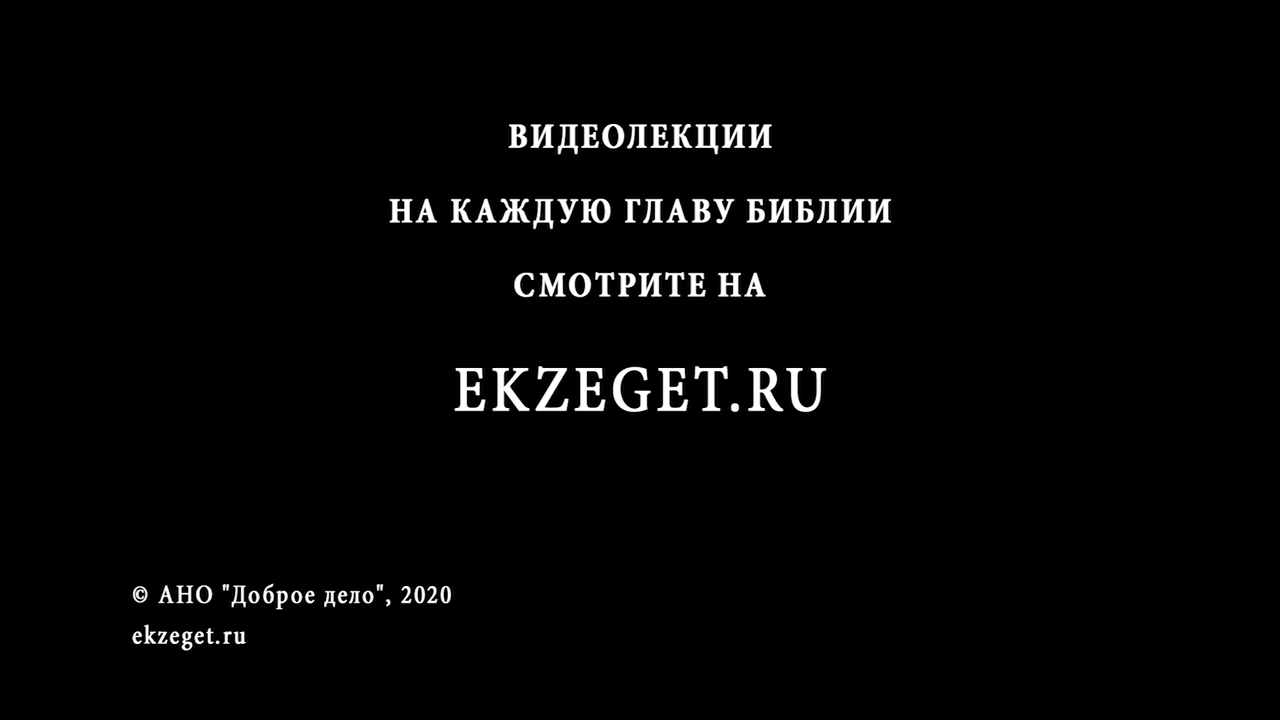 ВИДЕОЛЕКЦИИ
НА КАЖДУЮ ГЛАВУ БИБЛИИ
СМОТРИТЕ НА
EKZEGET.RU
© АНО "Доброе дело", 2020
ekzeget.ru